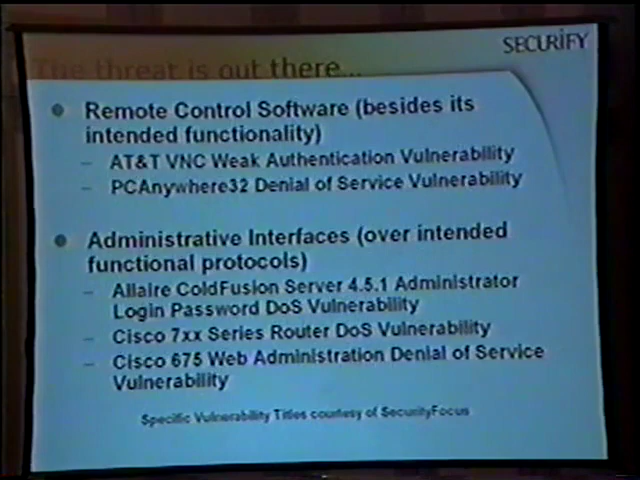 SECURIFY
The threat is out there...
Remote Control Software (besides its
intended functionality)
– AT&T VNC Weak Authentication Vulnerability
– PCAnywhere32 Denial of Service Vulnerability
Administrative Interfaces (over intended
functional protocols)
– Allaire ColdFusion Server 4.5.1 Administrator
Login Password DoS Vulnerability
– Cisco 7xx Series Router DoS Vulnerability
– Cisco 675 Web Administration Denial of Service
Vulnerability
Specific Vulnerability Titles courtesy of SecurityFocus